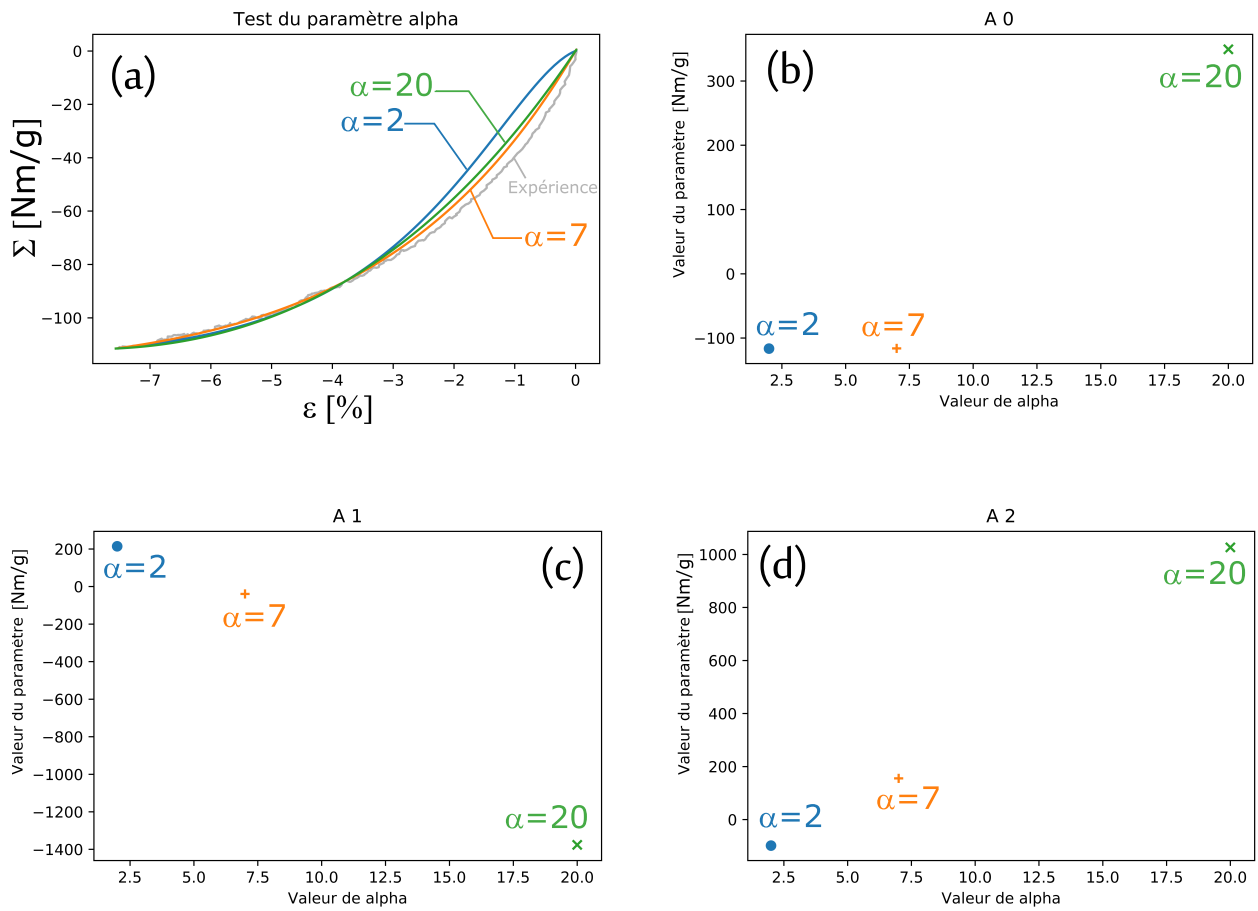 Test du paramètre alpha
(a)
0
−20
−40
−60
−80
−100
Σ [Nm/g]
α=20
α=2
Expérience
α=7
−7 −6 −5 −4 −3 −2 −1 0
ε [%]
A 0
(b)
300
200
100
0
−100
Valeur du paramètre [Nm/g]
α=20
α=2
α=7
2.5 5.0 7.5 10.0 12.5 15.0 17.5 20.0
Valeur de alpha
A 1
(c)
200
0
−200
−400
−600
−800
−1000
−1200
−1400
Valeur du paramètre [Nm/g]
α=2
α=7
α=20
2.5 5.0 7.5 10.0 12.5 15.0 17.5 20.0
Valeur de alpha
A 2
(d)
1000
800
600
400
200
0
Valeur du paramètre [Nm/g]
α=20
α=7
α=2
2.5 5.0 7.5 10.0 12.5 15.0 17.5 20.0
Valeur de alpha